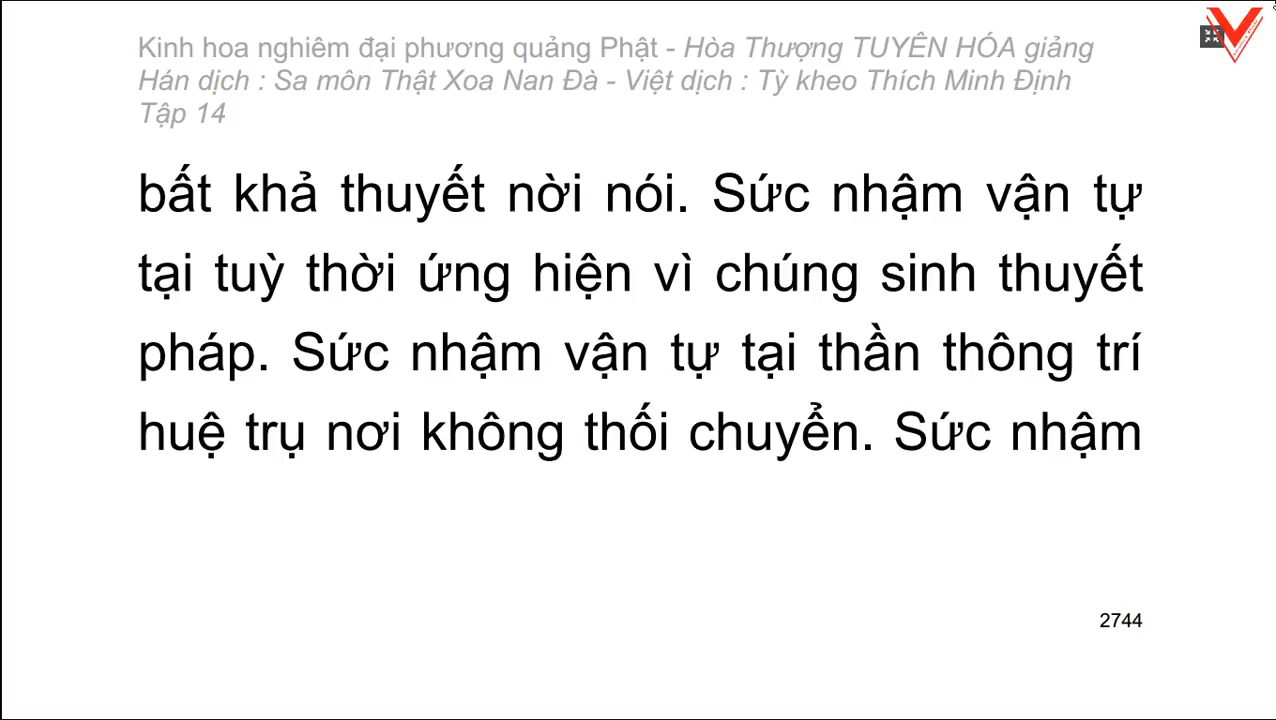 Kinh hoa nghiêm đại phương quảng Phật - Hòa Thượng TUYÊN HÓA giảng
Hán dịch : Sa môn Thật Xoa Nan Đà - Việt dịch : Tỳ kheo Thích Minh Định
Tập 14
bất khả thuyết nời nói. Sức nhậm vận tự
tại tuỳ thời ứng hiện vì chúng sinh thuyết
pháp. Sức nhậm vận tự tại thần thông trí
huệ trụ nơi không thối chuyển. Sức nhậm
2744